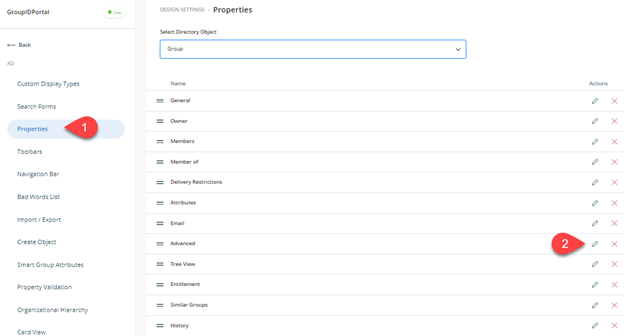 GroupIDPortal
Live
DESIGN SETTINGS - Properties
Select Directory Object
Group
Back
AD
Custom Display Types
Search Forms
Properties
1
Toolbars
Navigation Bar
Bad Words List
Import / Export
Create Object
Smart Group Attributes
Property Validation
Organizational Hierarchy
Card View
Name
Actions
General
Owner
Members
Member of
Delivery Restrictions
Attributes
Email
Advanced
2
Tree View
Entitlement
Similar Groups
History